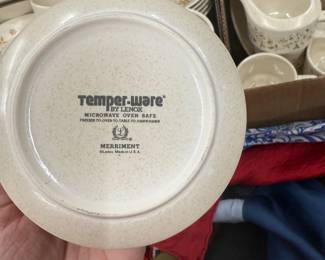 Temper-ware
BY LENOX
MICROWAVE OVEN SAFE
FREEZER TO OVEN TO TABLE TO DISHWASHER
MERRIMENT
©Lenox, Made in U.S.A.